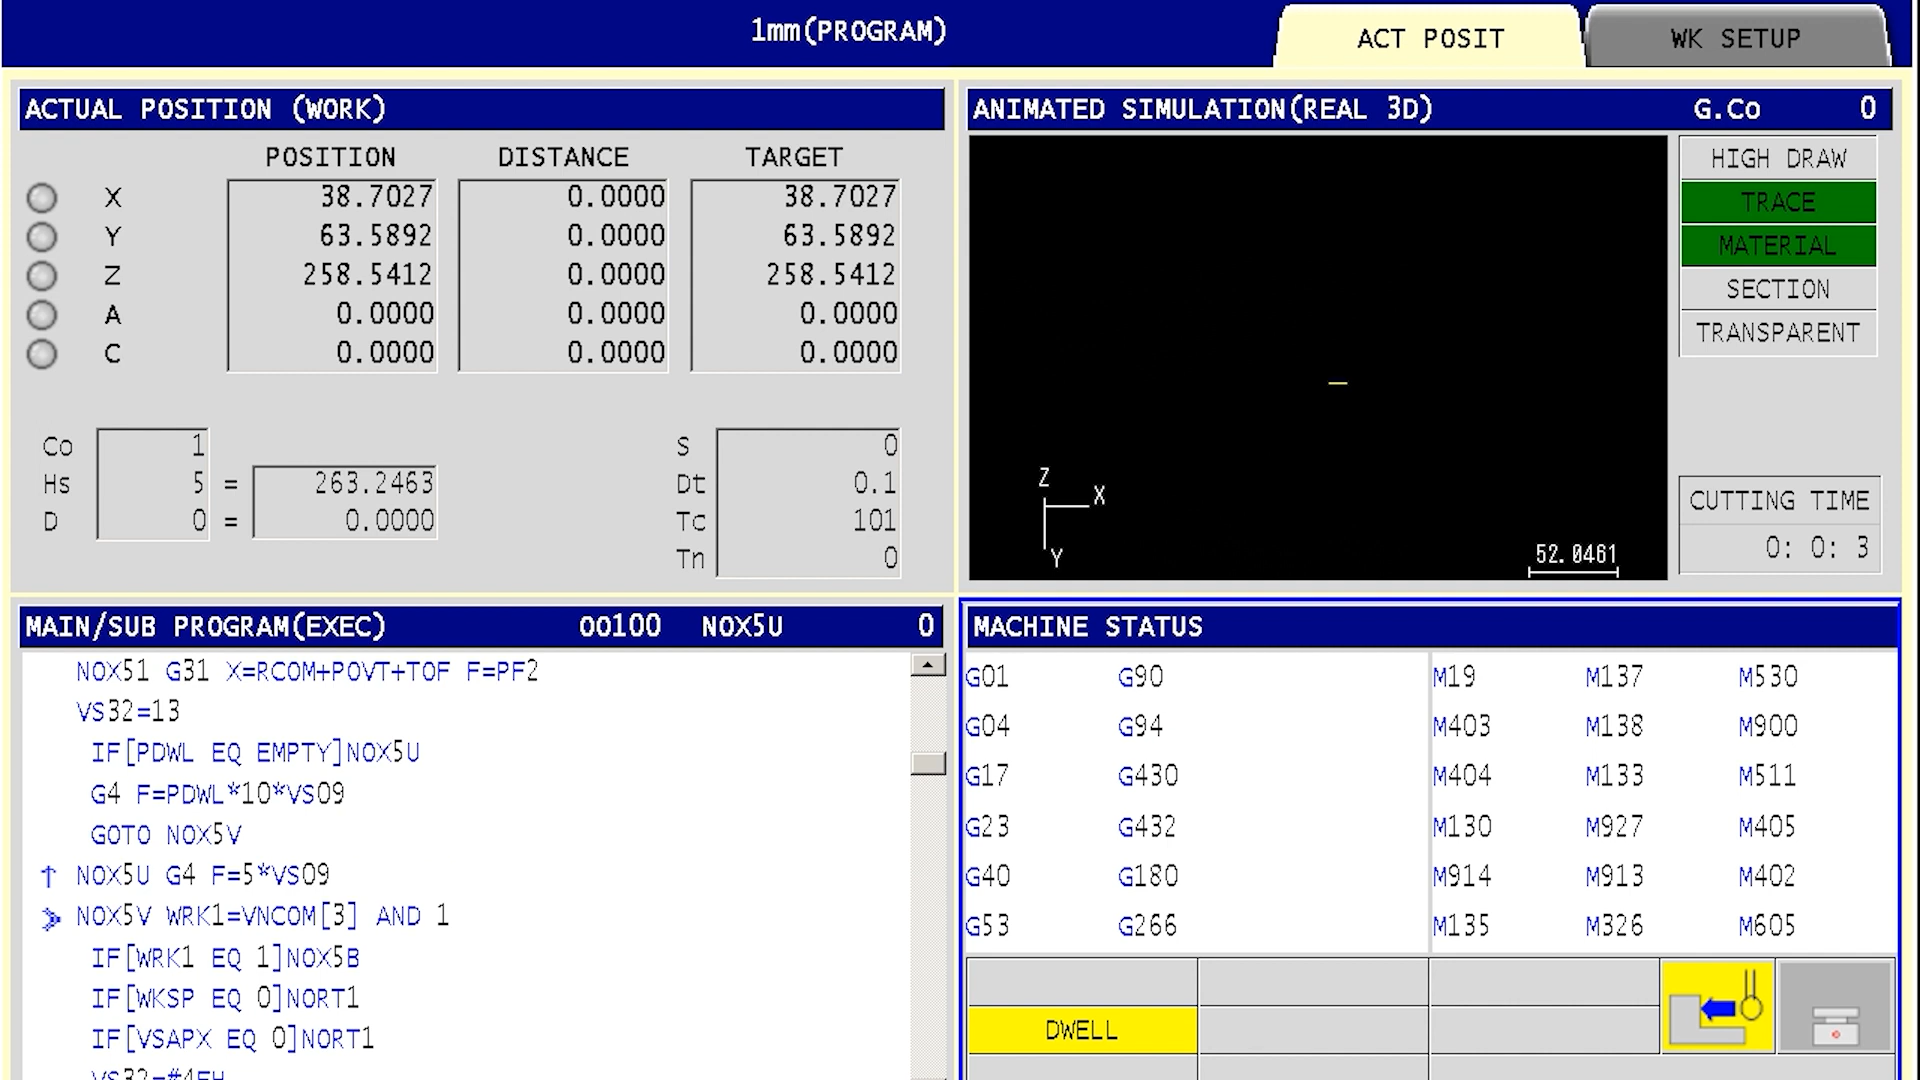 1mm(PROGRAM)
ACT POSIT
WK SETUP
ACTUAL POSITION (WORK)
POSITION DISTANCE TARGET
X 38.7027 0.0000 38.7027
Y 63.5892 0.0000 63.5892
Z 258.5412 0.0000 258.5412
A 0.0000 0.0000 0.0000
C 0.0000 0.0000 0.0000
Co 1
Hs 5 = 263.2463
D 0 = 0.0000
S 0
Dt 0.1
Tc 101
Tn 0
ANIMATED SIMULATION(REAL 3D) G.Co 0
Z
X
Y
52.0461
HIGH DRAW
TRACE
MATERIAL
SECTION
TRANSPARENT
CUTTING TIME
0: 0: 3
MAIN/SUB PROGRAM(EXEC) OO100 NOX5U 0
NOX51 G31 X=RCOM+POVT+TOF F=PF2
VS32=13
IF[PDWL EQ EMPTY]NOX5U
G4 F=PDWL*10*VS09
GOTO NOX5V
NOX5U G4 F=5*VS09
NOX5V WRK1=VNCOM[3] AND 1
IF[WRK1 EQ 1]NOX5B
IF[WKSP EQ 0]NORT1
IF[VSAPX EQ 0]NORT1
VS32=#4FH
MACHINE STATUS
G01 G90 M19 M137 M530
G04 G94 M403 M138 M900
G17 G430 M404 M133 M511
G23 G432 M130 M927 M405
G40 G180 M914 M913 M402
G53 G266 M135 M326 M605
DWELL